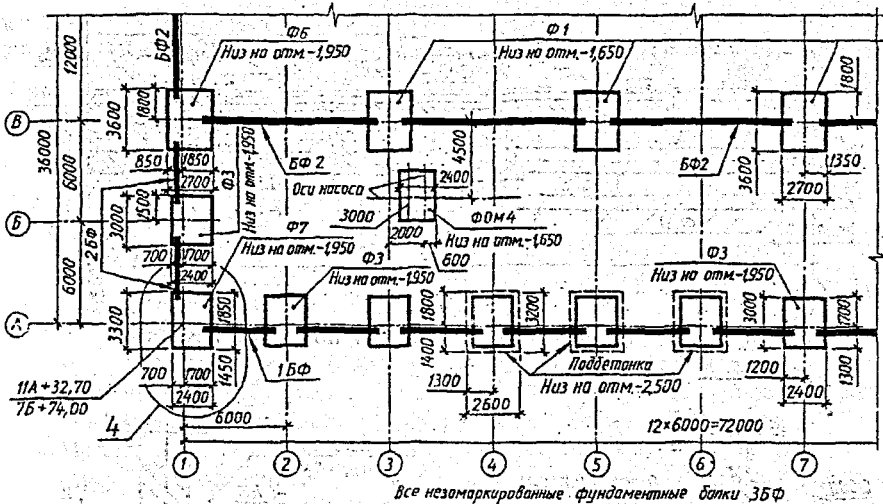 Ф6
Низ на отм.-1,950
Ф1
Низ на отм.-1,650
БФ2
12000
1800
3600
1800
В
36000
БФ2
БФ2
4500
3600
1350
2700
850
1850
2700
Ф3
Низ на отм.-1,950
6000
Оси насоса
2400
3000
ФОм4
Низ на отм.-1,650
2000
600
1500
3000
Б
2БФ
Ф7
Низ на отм.-1,950
700
1700
2400
Ф3
Низ на отм.-1,950
Ф3
Низ на отм.-1,950
6000
1850
3300
1450
1800
3200
1400
3000
1700
1300
А
1БФ
Подбетонка
Низ на отм.-2,500
11А+32,70
7Б+74,00
700
1700
2400
1300
2600
1200
2400
4
6000
12×6000=72000
1
2
3
4
5
6
7
Все незамаркированные фундаментные балки 3БФ